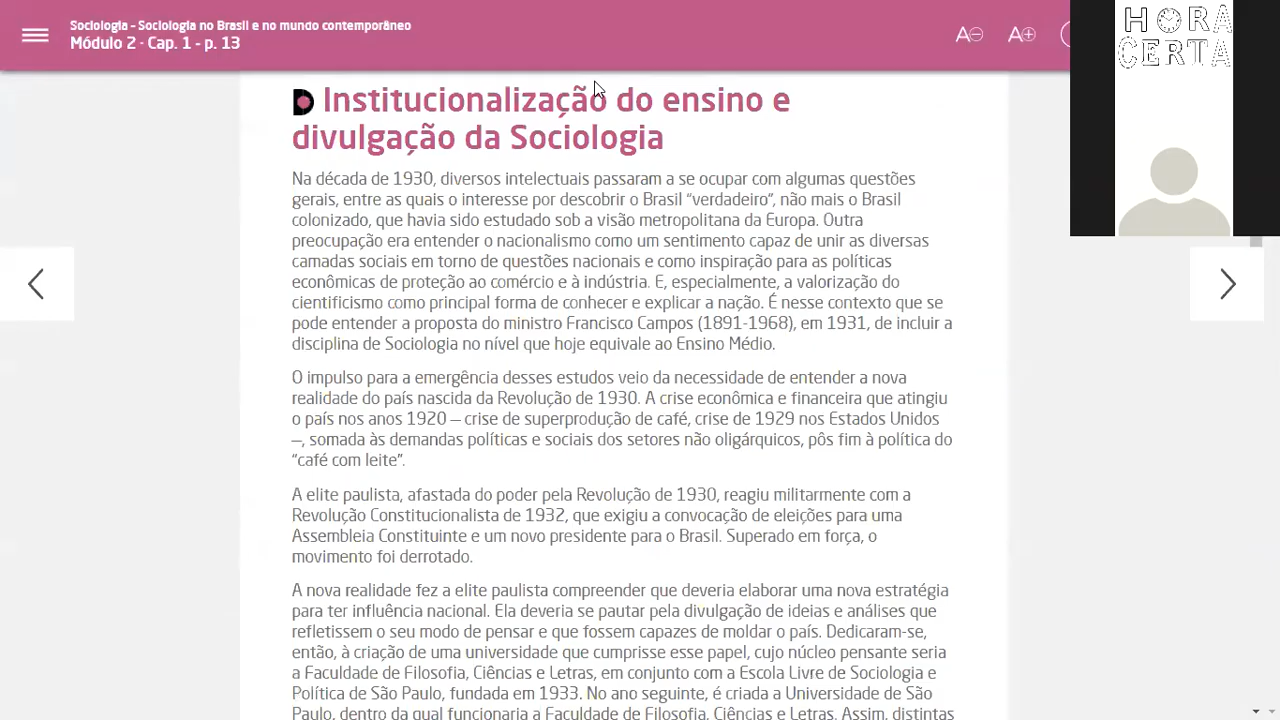 Sociologia – Sociologia no Brasil e no mundo contemporâneo
Módulo 2 - Cap. 1 - p. 13
A
A+
HORA
CERTA
Institucionalização do ensino e
divulgação da Sociologia
Na década de 1930, diversos intelectuais passaram a se ocupar com algumas questões
gerais, entre as quais o interesse por descobrir o Brasil “verdadeiro”, não mais o Brasil
colonizado, que havia sido estudado sob a visão metropolitana da Europa. Outra
preocupação era entender o nacionalismo como um sentimento capaz de unir as diversas
camadas sociais em torno de questões nacionais e como inspiração para as políticas
econômicas de proteção ao comércio e à indústria. E, especialmente, a valorização do
cientificismo como principal forma de conhecer e explicar a nação. É nesse contexto que se
pode entender a proposta do ministro Francisco Campos (1891-1968), em 1931, de incluir a
disciplina de Sociologia no nível que hoje equivale ao Ensino Médio.
O impulso para a emergência desses estudos veio da necessidade de entender a nova
realidade do país nascida da Revolução de 1930. A crise econômica e financeira que atingiu
o país nos anos 1920 — crise de superprodução de café, crise de 1929 nos Estados Unidos
—, somada às demandas políticas e sociais dos setores não oligárquicos, pôs fim à política do
“café com leite”.
A elite paulista, afastada do poder pela Revolução de 1930, reagiu militarmente com a
Revolução Constitucionalista de 1932, que exigiu a convocação de eleições para uma
Assembleia Constituinte e um novo presidente para o Brasil. Superado em força, o
movimento foi derrotado.
A nova realidade fez a elite paulista compreender que deveria elaborar uma nova estratégia
para ter influência nacional. Ela deveria se pautar pela divulgação de ideias e análises que
refletissem o seu modo de pensar e que fossem capazes de moldar o país. Dedicaram-se,
então, à criação de uma universidade que cumprisse esse papel, cujo núcleo pensante seria
a Faculdade de Filosofia, Ciências e Letras, em conjunto com a Escola Livre de Sociologia e
Política de São Paulo, fundada em 1933. No ano seguinte, é criada a Universidade de São
Paulo, dentro da qual funcionaria a Faculdade de Filosofia, Ciências e Letras. Assim, distintas